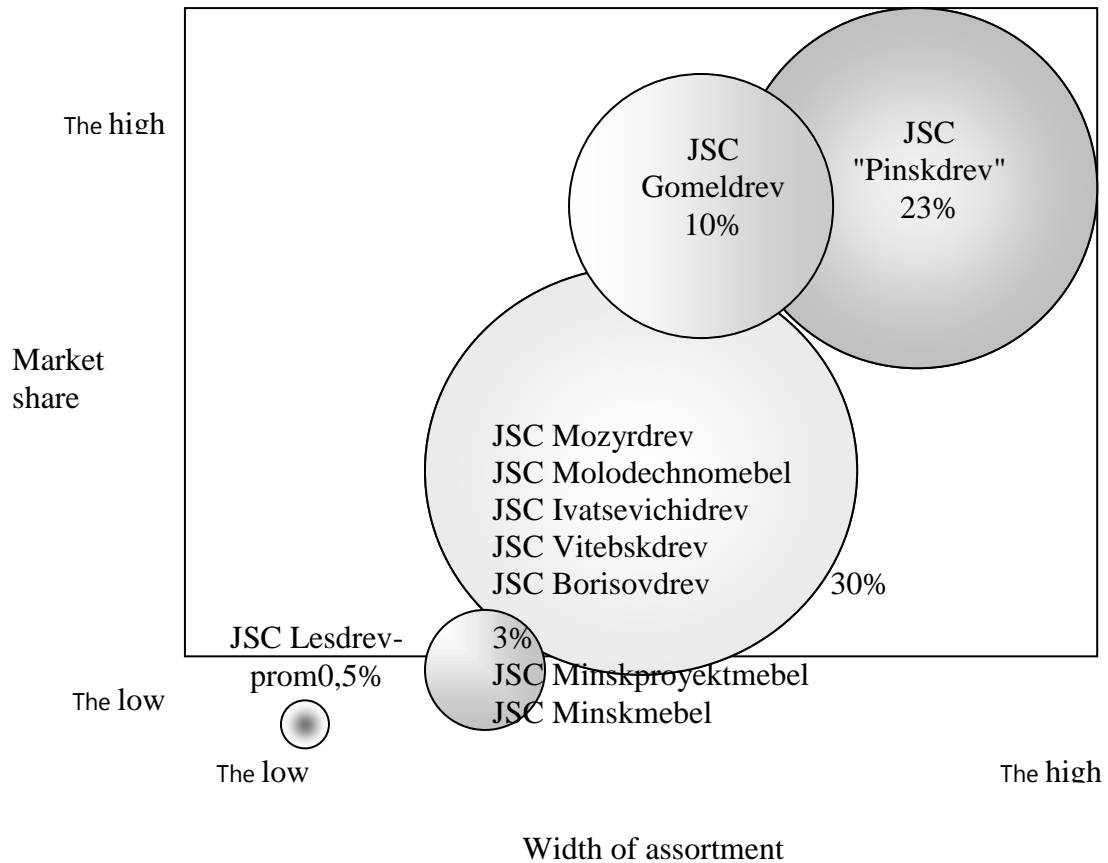 The high
JSC
Gomeldrev
10%
JSC
"Pinskdrev"
23%
Market
share
JSC Mozyrdrev
JSC Molodechnomebel
JSC Ivatsevichidrev
JSC Vitebskdrev
JSC Borisovdrev
30%
JSC Lesdrev-
prom0,5%
3%
JSC Minskproyektmebel
JSC Minskmebel
The low
The low
The high
Width of assortment